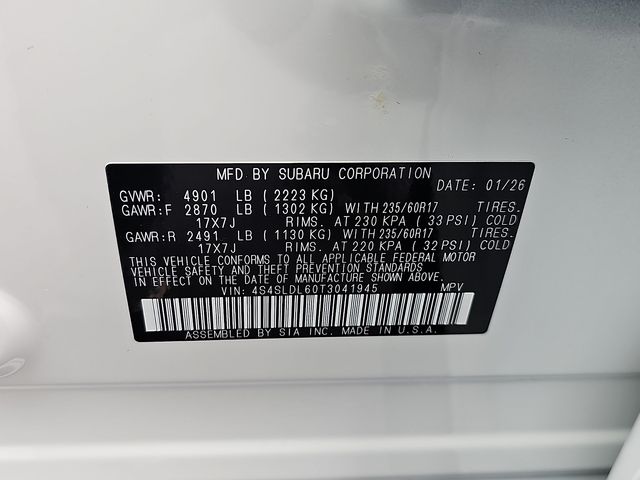 MFD BY SUBARU CORPORATION
DATE: 01/26
GVWR: 4901 LB (2223 KG)
GAWR:F 2870 LB (1302 KG) WITH 235/60R17 TIRES.
17X7J RIMS. AT 230 KPA (33 PSI) COLD
GAWR:R 2491 LB (1130 KG) WITH 235/60R17 TIRES.
17X7J RIMS. AT 220 KPA (32 PSI) COLD
THIS VEHICLE CONFORMS TO ALL APPLICABLE FEDERAL MOTOR
VEHICLE SAFETY AND THEFT PREVENTION STANDARDS
IN EFFECT ON THE DATE OF MANUFACTURE SHOWN ABOVE.
VIN: 4S4SLDL60T3041945 MPV
ASSEMBLED BY SIA INC. MADE IN U.S.A.